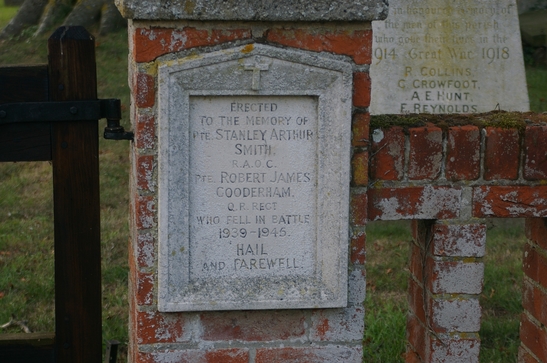 ERECTED
TO THE MEMORY OF
PTE. STANLEY ARTHUR
SMITH.
R.A.O.C.
PTE. ROBERT JAMES
GOODERHAM.
Q.R. REGT
WHO FELL IN BATTLE
1939-1945.
HAIL
AND FAREWELL.
the men of this parish
who gave their lives in the
1914 Great War 1918
R. COLLINS.
G. CROWFOOT.
A. E. HUNT.
E. REYNOLDS.